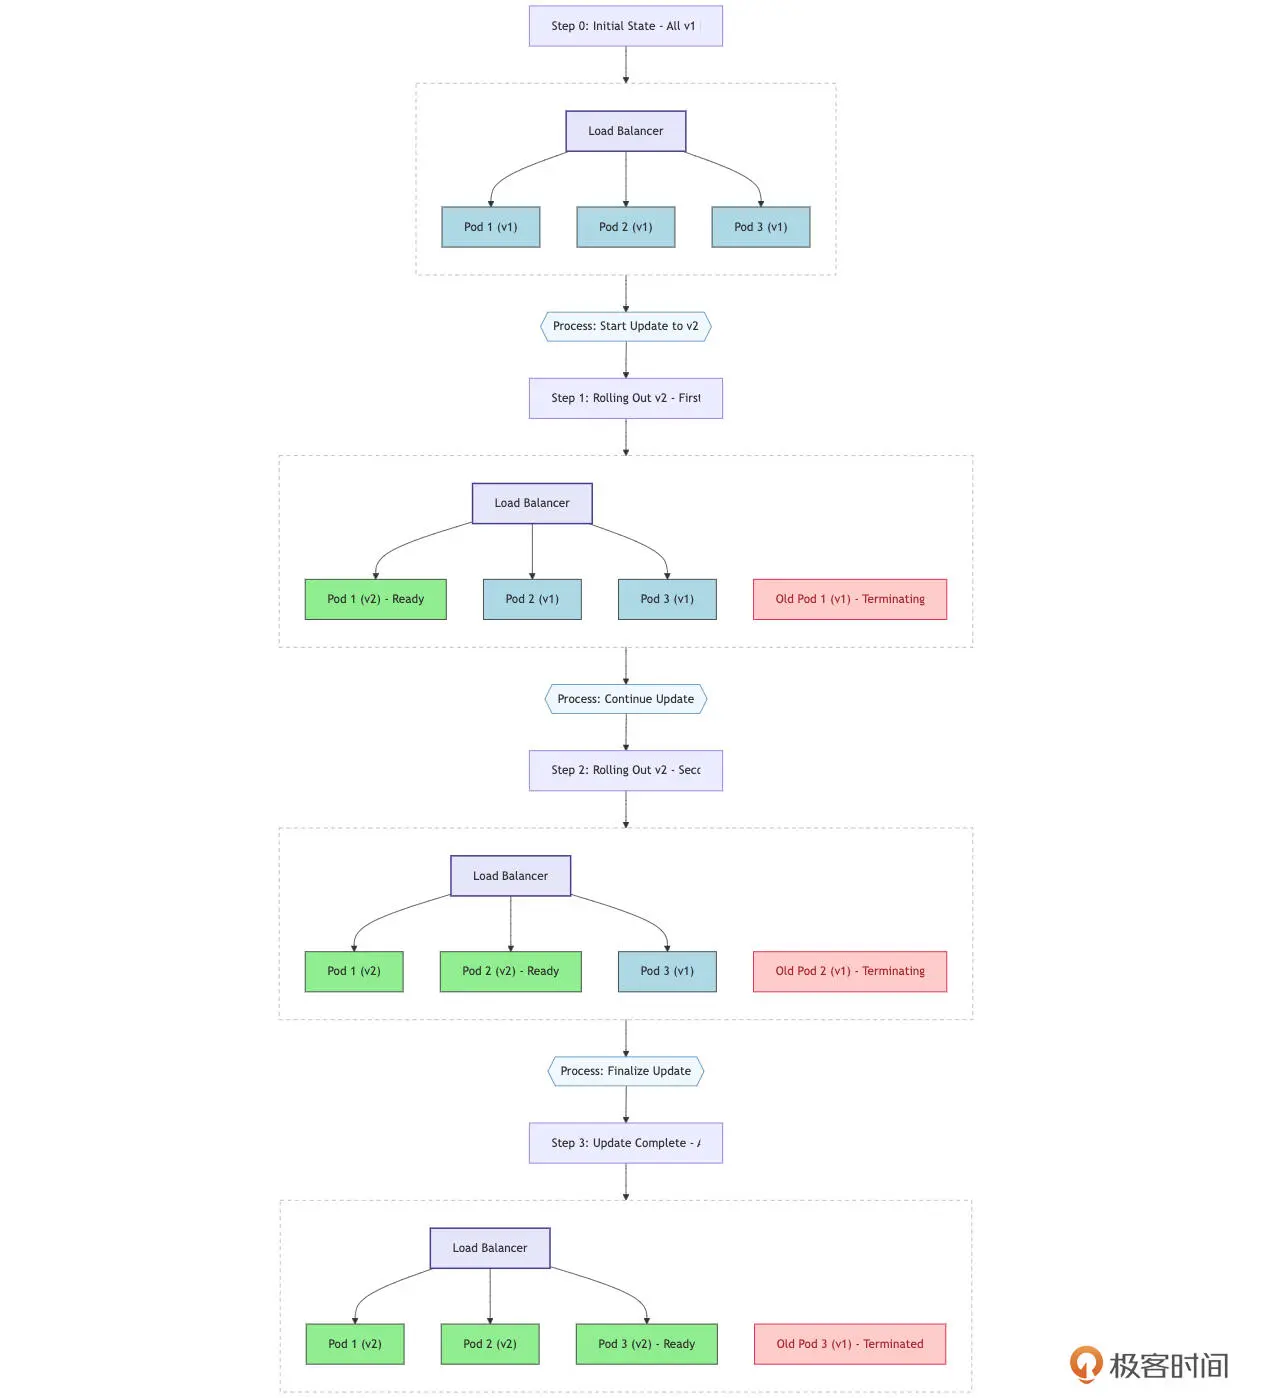 Step 0: Initial State - All v1
Load Balancer
Pod 1 (v1)
Pod 2 (v1)
Pod 3 (v1)
Process: Start Update to v2
Step 1: Rolling Out v2 - First
Load Balancer
Pod 1 (v2) - Ready
Pod 2 (v1)
Pod 3 (v1)
Old Pod 1 (v1) - Terminating
Process: Continue Update
Step 2: Rolling Out v2 - Sec
Load Balancer
Pod 1 (v2)
Pod 2 (v2) - Ready
Pod 3 (v1)
Old Pod 2 (v1) - Terminating
Process: Finalize Update
Step 3: Update Complete -
Load Balancer
Pod 1 (v2)
Pod 2 (v2)
Pod 3 (v2) - Ready
Old Pod 3 (v1) - Terminated
极客时间